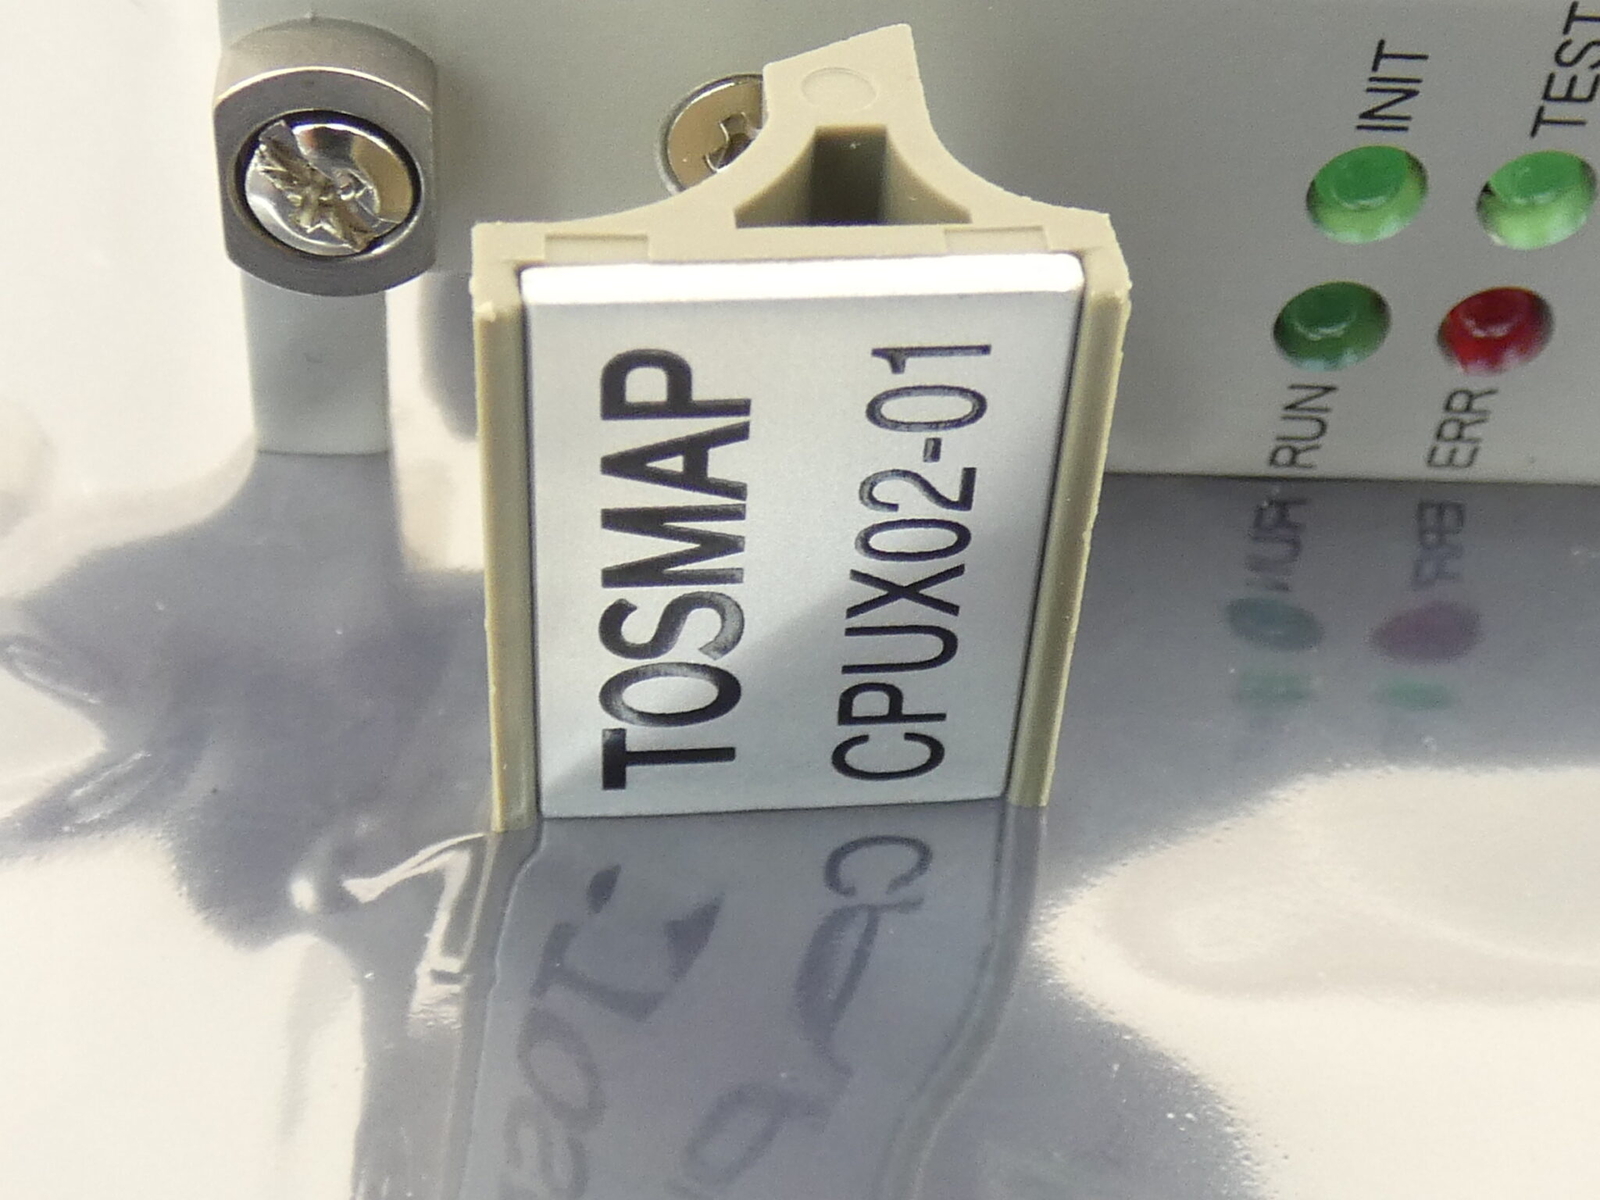 TOSMAP
CPUX02-01
INIT
TEST
RUN
ERR